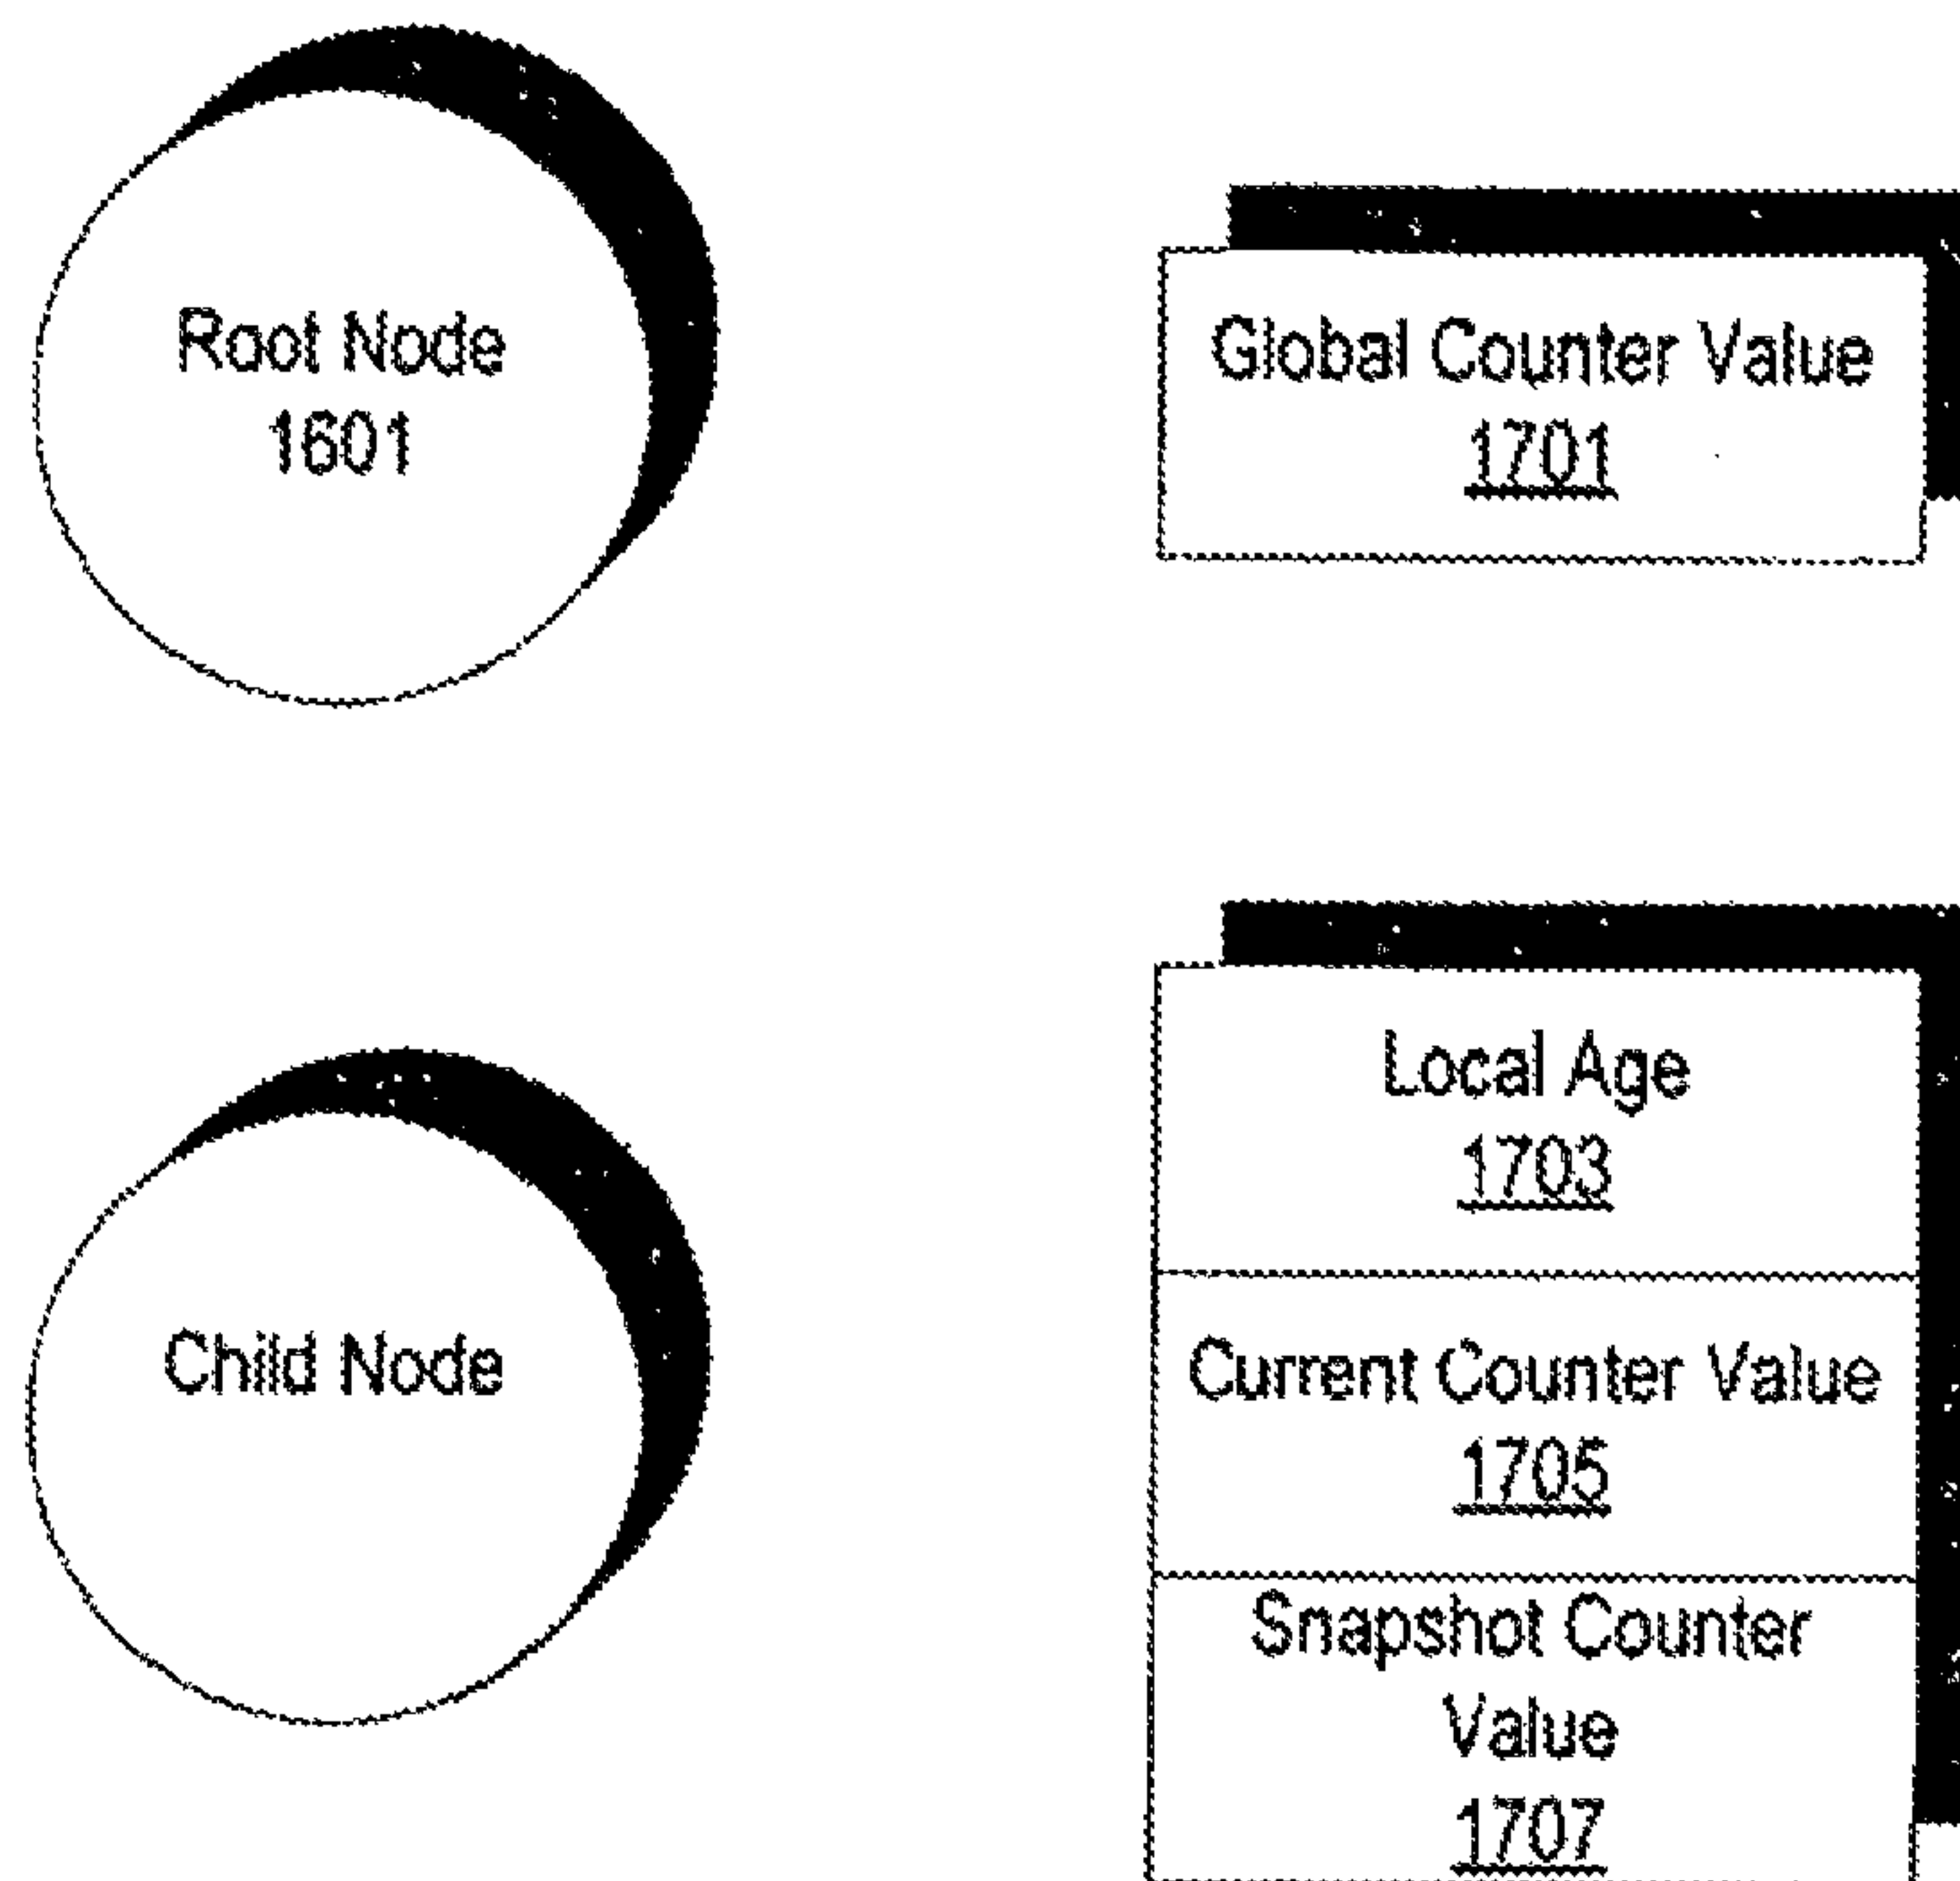 Root Node
1601
Global Counter Value
1701
Child Node
Local Age
1703
Current Counter Value
1705
Snapshot Counter
Value
1707